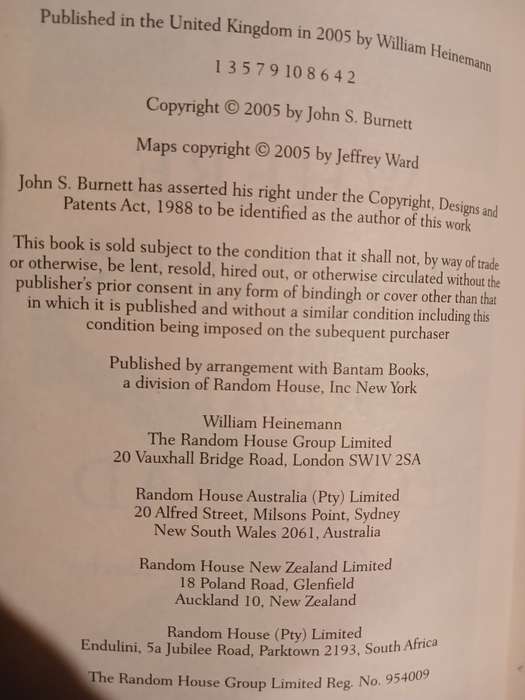 Published in the United Kingdom in 2005 by William Heinemann
1 3 5 7 9 10 8 6 4 2
Copyright © 2005 by John S. Burnett
Maps copyright © 2005 by Jeffrey Ward
John S. Burnett has asserted his right under the Copyright, Designs and
Patents Act, 1988 to be identified as the author of this work
This book is sold subject to the condition that it shall not, by way of trade
or otherwise, be lent, resold, hired out, or otherwise circulated without the
publisher's prior consent in any form of bindingh or cover other than that
in which it is published and without a similar condition including this
condition being imposed on the subequent purchaser
Published by arrangement with Bantam Books,
a division of Random House, Inc New York
William Heinemann
The Random House Group Limited
20 Vauxhall Bridge Road, London SW1V 2SA
Random House Australia (Pty) Limited
20 Alfred Street, Milsons Point, Sydney
New South Wales 2061, Australia
Random House New Zealand Limited
18 Poland Road, Glenfield
Auckland 10, New Zealand
Random House (Pty) Limited
Endulini, 5a Jubilee Road, Parktown 2193, South Africa
The Random House Group Limited Reg. No. 954009